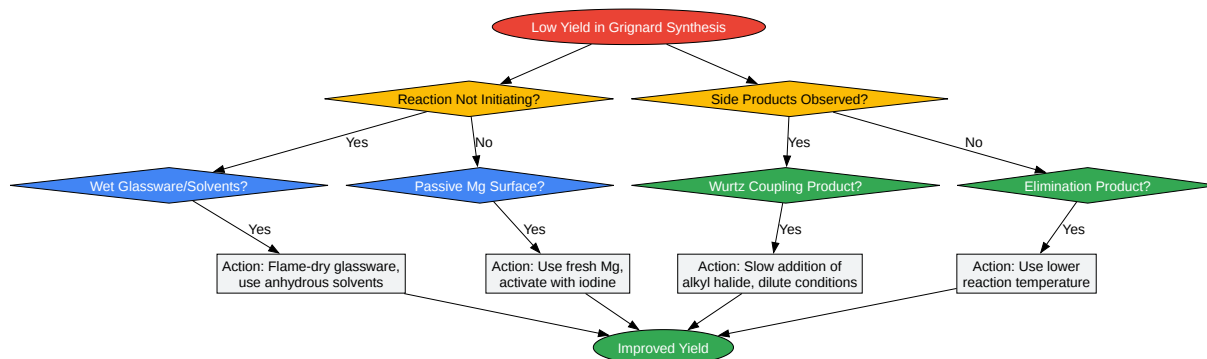 Low Yield in Grignard Synthesis
Reaction Not Initiating?
Side Products Observed?
Yes
No
Yes
No
Wet Glassware/Solvents?
Passive Mg Surface?
Wurtz Coupling Product?
Elimination Product?
Yes
Yes
Yes
Yes
Action: Flame-dry glassware,
use anhydrous solvents
Action: Use fresh Mg,
activate with iodine
Action: Slow addition of
alkyl halide, dilute conditions
Action: Use lower
reaction temperature
Improved Yield